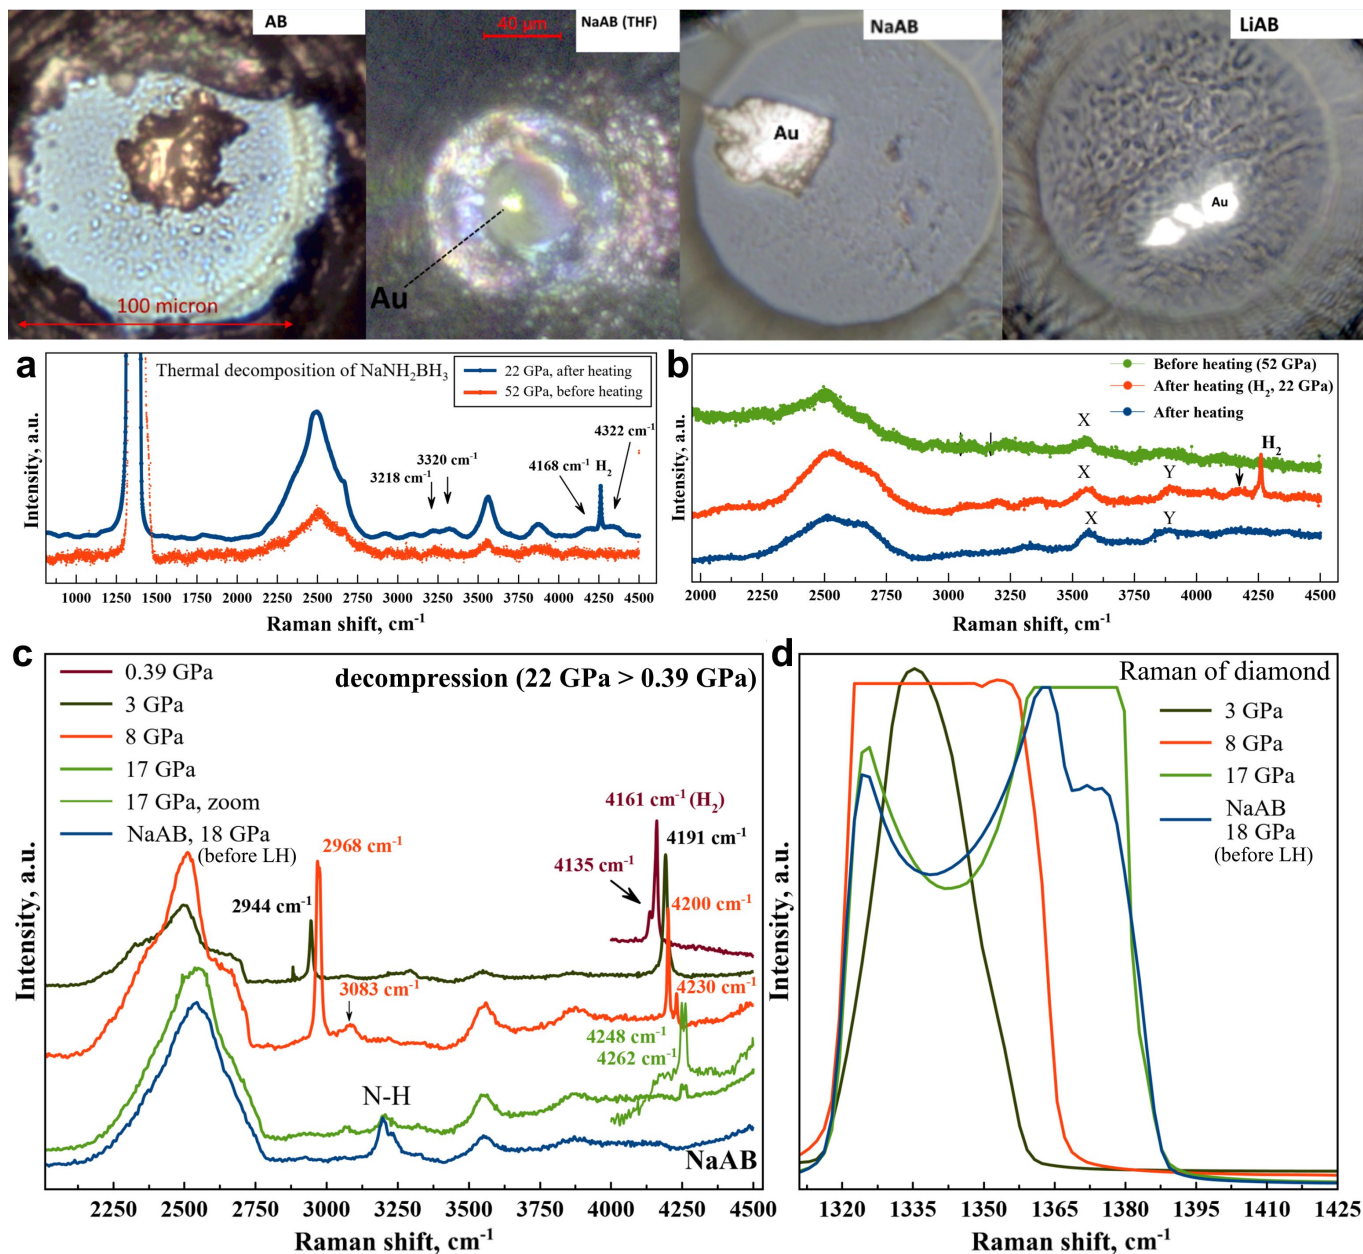 AB
100 micron
40 μm
NaAB (THF)
Au
NaAB
Au
LiAB
Au
a
Thermal decomposition of NaNH₂BH₃
22 GPa, after heating
52 GPa, before heating
4322 cm⁻¹
4168 cm⁻¹ H₂
3320 cm⁻¹
3218 cm⁻¹
Intensity, a.u.
1000 1250 1500 1750 2000 2250 2500 2750 3000 3250 3500 3750 4000 4250 4500
Raman shift, cm⁻¹
b
Before heating (52 GPa)
After heating (H₂, 22 GPa)
After heating
X
H₂
X Y
X Y
Intensity, a.u.
2000 2250 2500 2750 3000 3250 3500 3750 4000 4250 4500
Raman shift, cm⁻¹
c
decompression (22 GPa > 0.39 GPa)
0.39 GPa
3 GPa
8 GPa
17 GPa
17 GPa, zoom
NaAB, 18 GPa
(before LH)
4161 cm⁻¹ (H₂)
4191 cm⁻¹
4135 cm⁻¹
2968 cm⁻¹
2944 cm⁻¹
4200 cm⁻¹
3083 cm⁻¹
4230 cm⁻¹
4248 cm⁻¹
4262 cm⁻¹
N-H
NaAB
Intensity, a.u.
2250 2500 2750 3000 3250 3500 3750 4000 4250 4500
Raman shift, cm⁻¹
d
Raman of diamond
3 GPa
8 GPa
17 GPa
NaAB
18 GPa
(before LH)
Intensity, a.u.
1320 1335 1350 1365 1380 1395 1410 1425
Raman shift, cm⁻¹